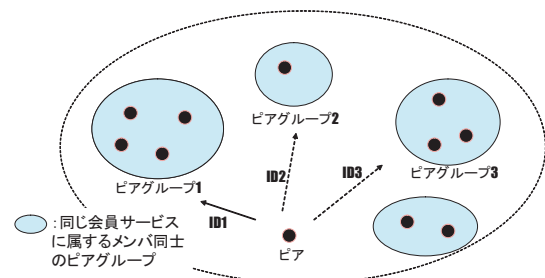 ピアグループ2
ピアグループ1
ピアグループ3
ID2
ID3
ID1
:同じ会員サービス
に属するメンバ同士
のピアグループ
ピア